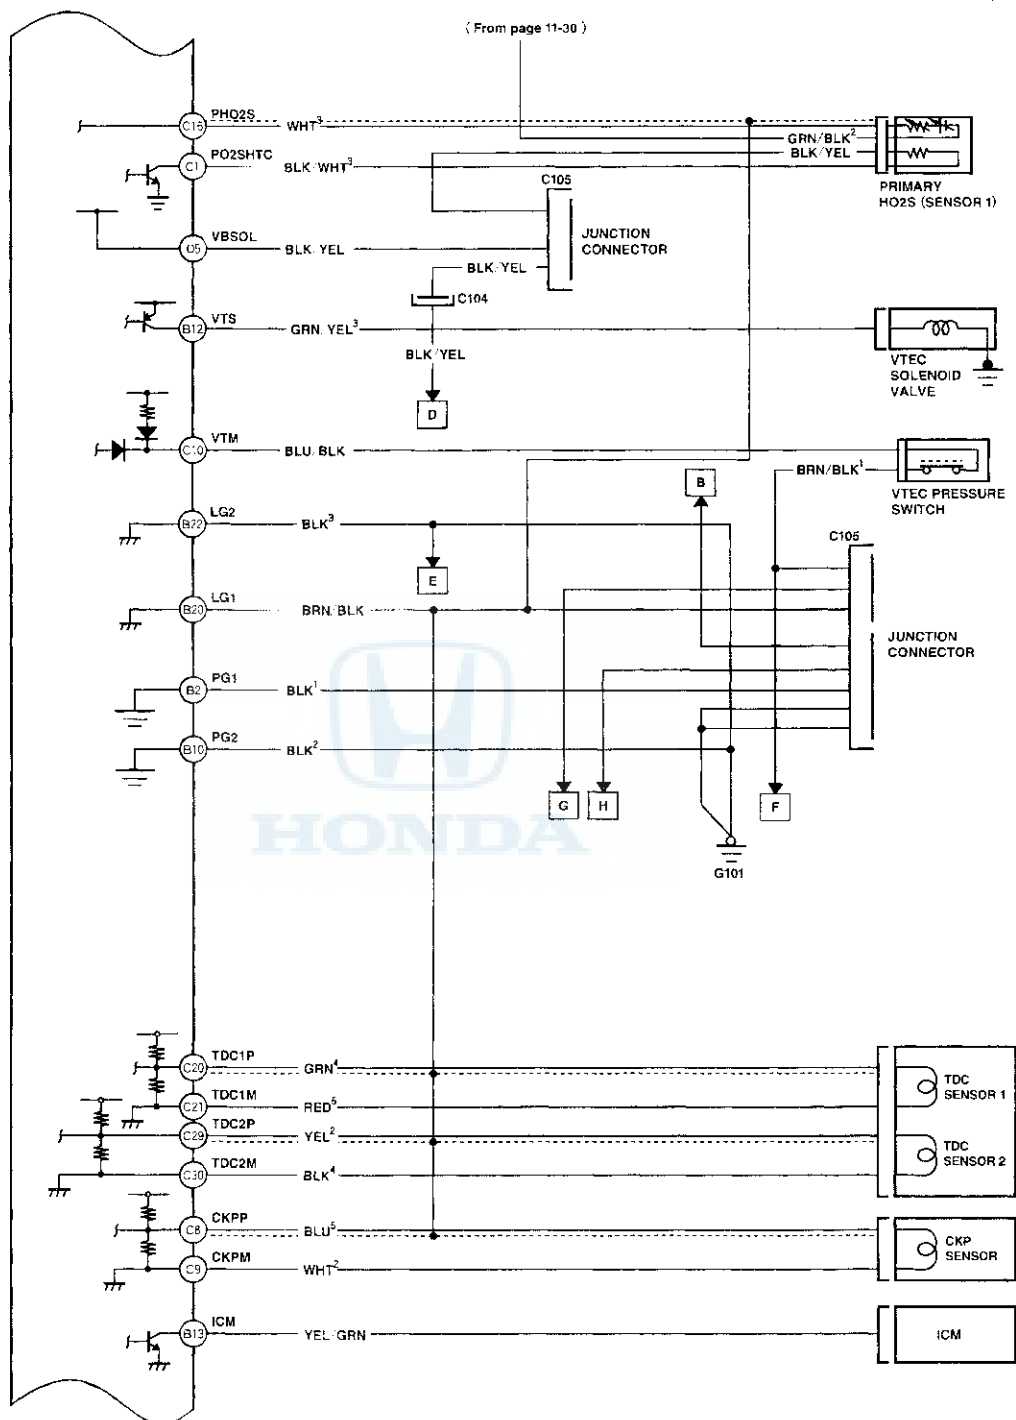 ( From page 11-30 )
PHO2S
C16 WHT3
GRN/BLK2
BLK/YEL
PO2SHTC
C1 BLK/WHT3
PRIMARY
HO2S (SENSOR 1)
C105
JUNCTION
CONNECTOR
VBSOL
BLK/YEL
BLK/YEL
C104
VTS
B12 GRN/YEL3
BLK/YEL
VTEC
SOLENOID
VALVE
D
VTM
C10 BLU/BLK
BRN/BLK1
VTEC PRESSURE
SWITCH
B
LG2
B22 BLK3
C105
E
LG1
B20 BRN/BLK
JUNCTION
CONNECTOR
PG1
B2 BLK1
PG2
B10 BLK2
G H F
HONDA
G101
TDC1P
C20 GRN4
TDC
SENSOR 1
TDC1M
C21 RED5
TDC2P
C29 YEL2
TDC
SENSOR 2
TDC2M
C30 BLK4
CKPP
C8 BLU5
CKP
SENSOR
CKPM
C9 WHT2
ICM
B13 YEL/GRN
ICM